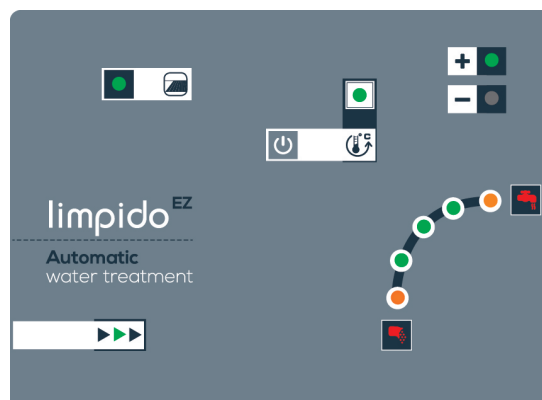 +
−
°C
limpido EZ
Automatic
water treatment